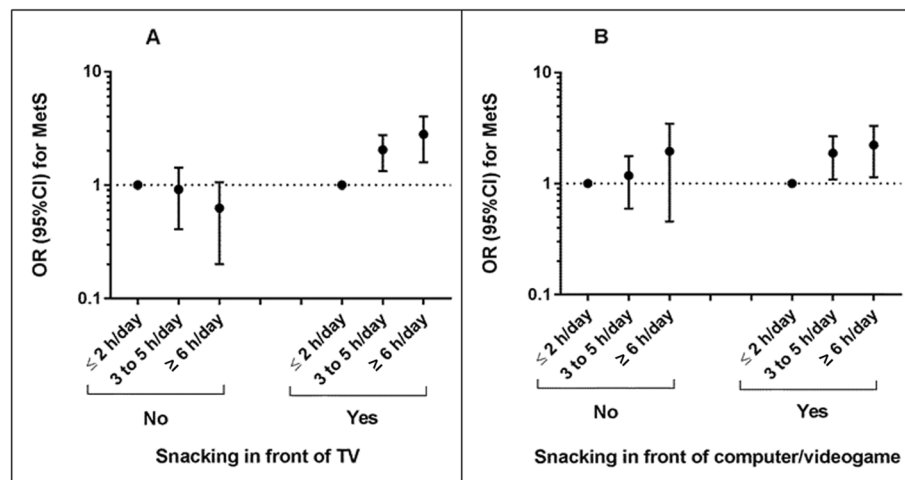 A
OR (95%CI) for MetS
10
1
0.1
≤ 2 h/day
3 to 5 h/day
≥ 6 h/day
≤ 2 h/day
3 to 5 h/day
≥ 6 h/day
No
Yes
Snacking in front of TV
B
OR (95%CI) for MetS
10
1
0.1
≤ 2 h/day
3 to 5 h/day
≥ 6 h/day
≤ 2 h/day
3 to 5 h/day
≥ 6 h/day
No
Yes
Snacking in front of computer/videogame